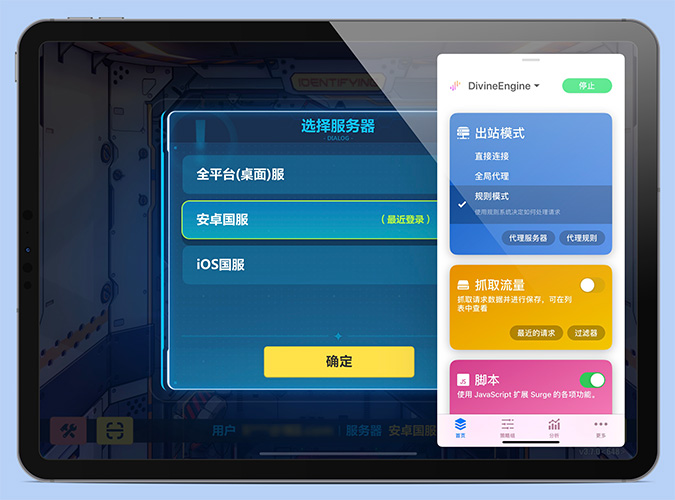 IDENTIFYING
选择服务器
- DIALOG -
全平台(桌面)服
安卓国服
(最近登录)
iOS国服
确定
用户
服务器 安卓国服
DivineEngine
停止
出站模式
直接连接
全局代理
规则模式
使用规则系统决定如何处理请求
代理服务器
代理规则
抓取流量
抓取请求数据并进行保存，可在列
表中查看
最近的请求
过滤器
JS
脚本
使用 JavaScript 扩展 Surge 的各项功能。
首页
策略组
分析
更多
v3.7.0 - 648